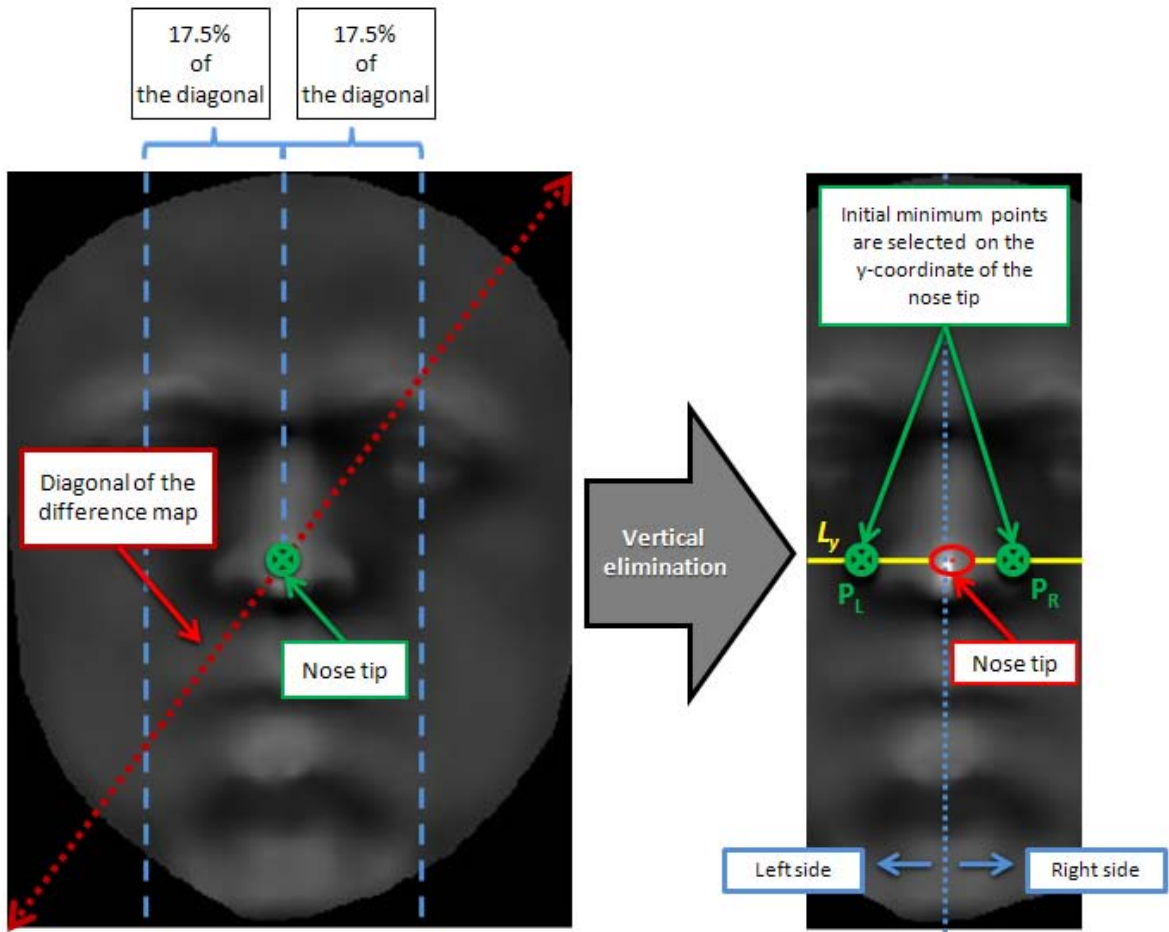 17.5%
of
the diagonal
17.5%
of
the diagonal
Diagonal of the
difference map
Nose tip
Vertical
elimination
Initial minimum points
are selected on the
y-coordinate of the
nose tip
Ly
PL
PR
Nose tip
Left side
Right side